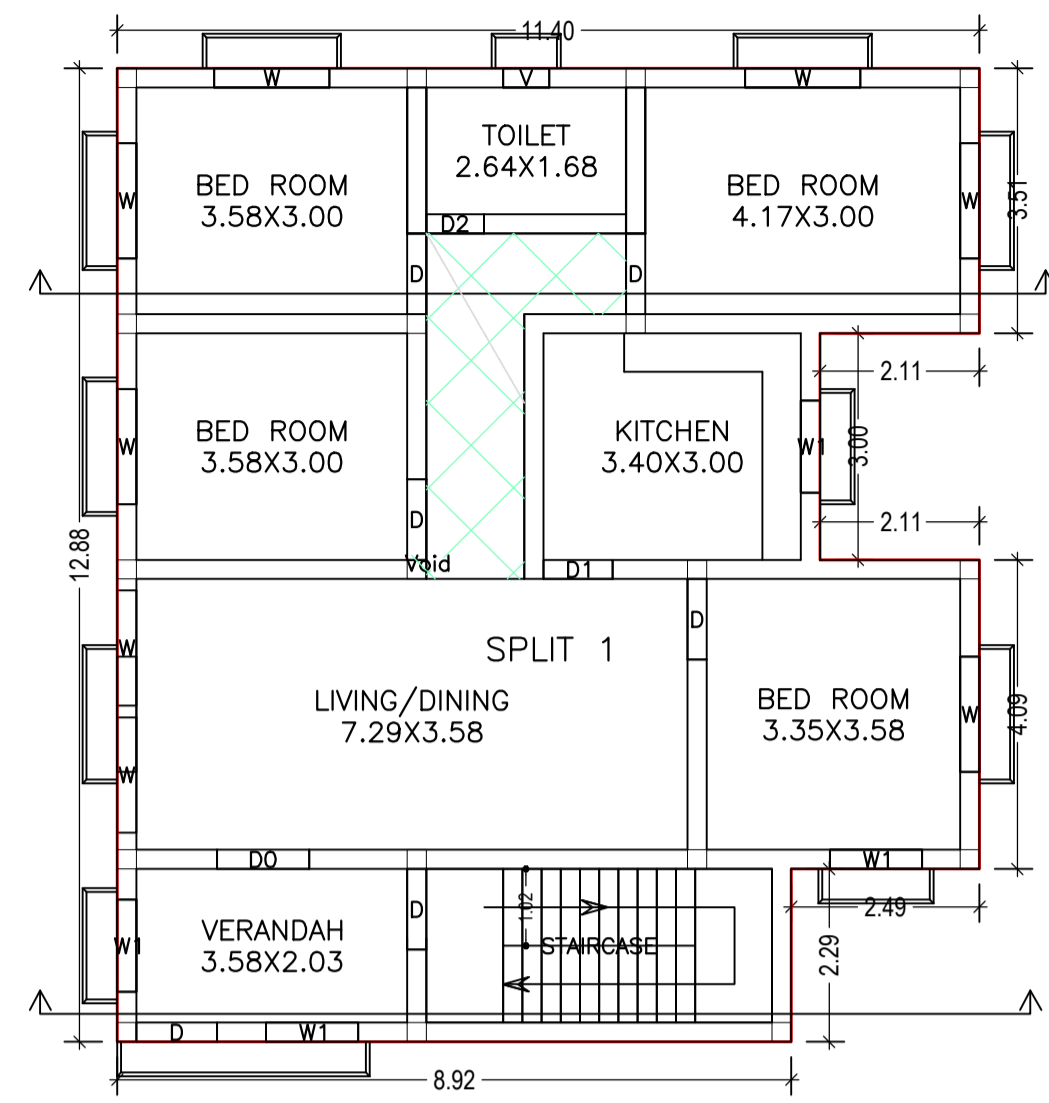 11.40
W
V
W
TOILET
2.64X1.68
BED ROOM
3.58X3.00
BED ROOM
4.17X3.00
W
W
3.51
D2
D
D
2.11
BED ROOM
3.58X3.00
KITCHEN
3.40X3.00
W
W1
3.00
D
2.11
12.88
Void
D1
D
W
SPLIT 1
LIVING/DINING
7.29X3.58
BED ROOM
3.35X3.58
W
4.09
W
DO
W1
D
1.02
2.49
VERANDAH
3.58X2.03
W1
STAIRCASE
2.29
D
W1
8.92